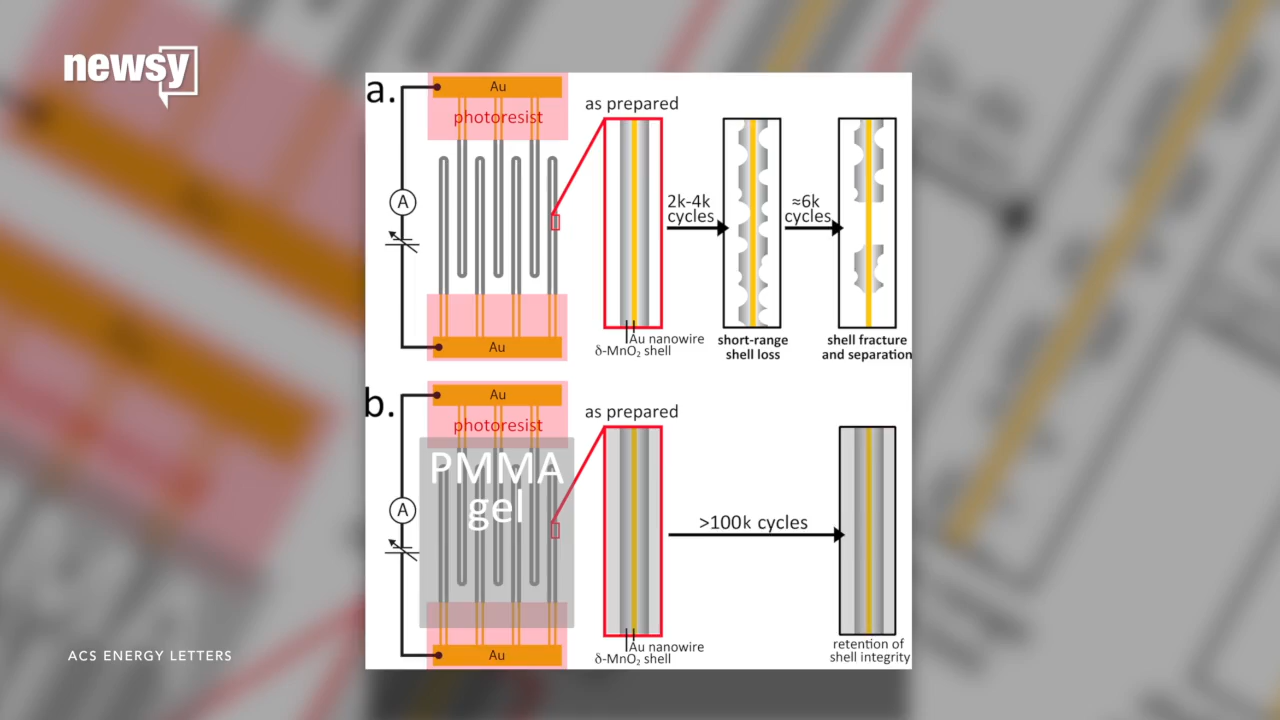 newsy
a.
Au
photoresist
A
Au
as prepared
Au nanowire
δ-MnO₂ shell
2k-4k
cycles
short-range
shell loss
≈6k
cycles
shell fracture
and separation
b.
Au
photoresist
PMMA
gel
A
Au
as prepared
Au nanowire
δ-MnO₂ shell
>100k cycles
retention of
shell integrity
ACS ENERGY LETTERS